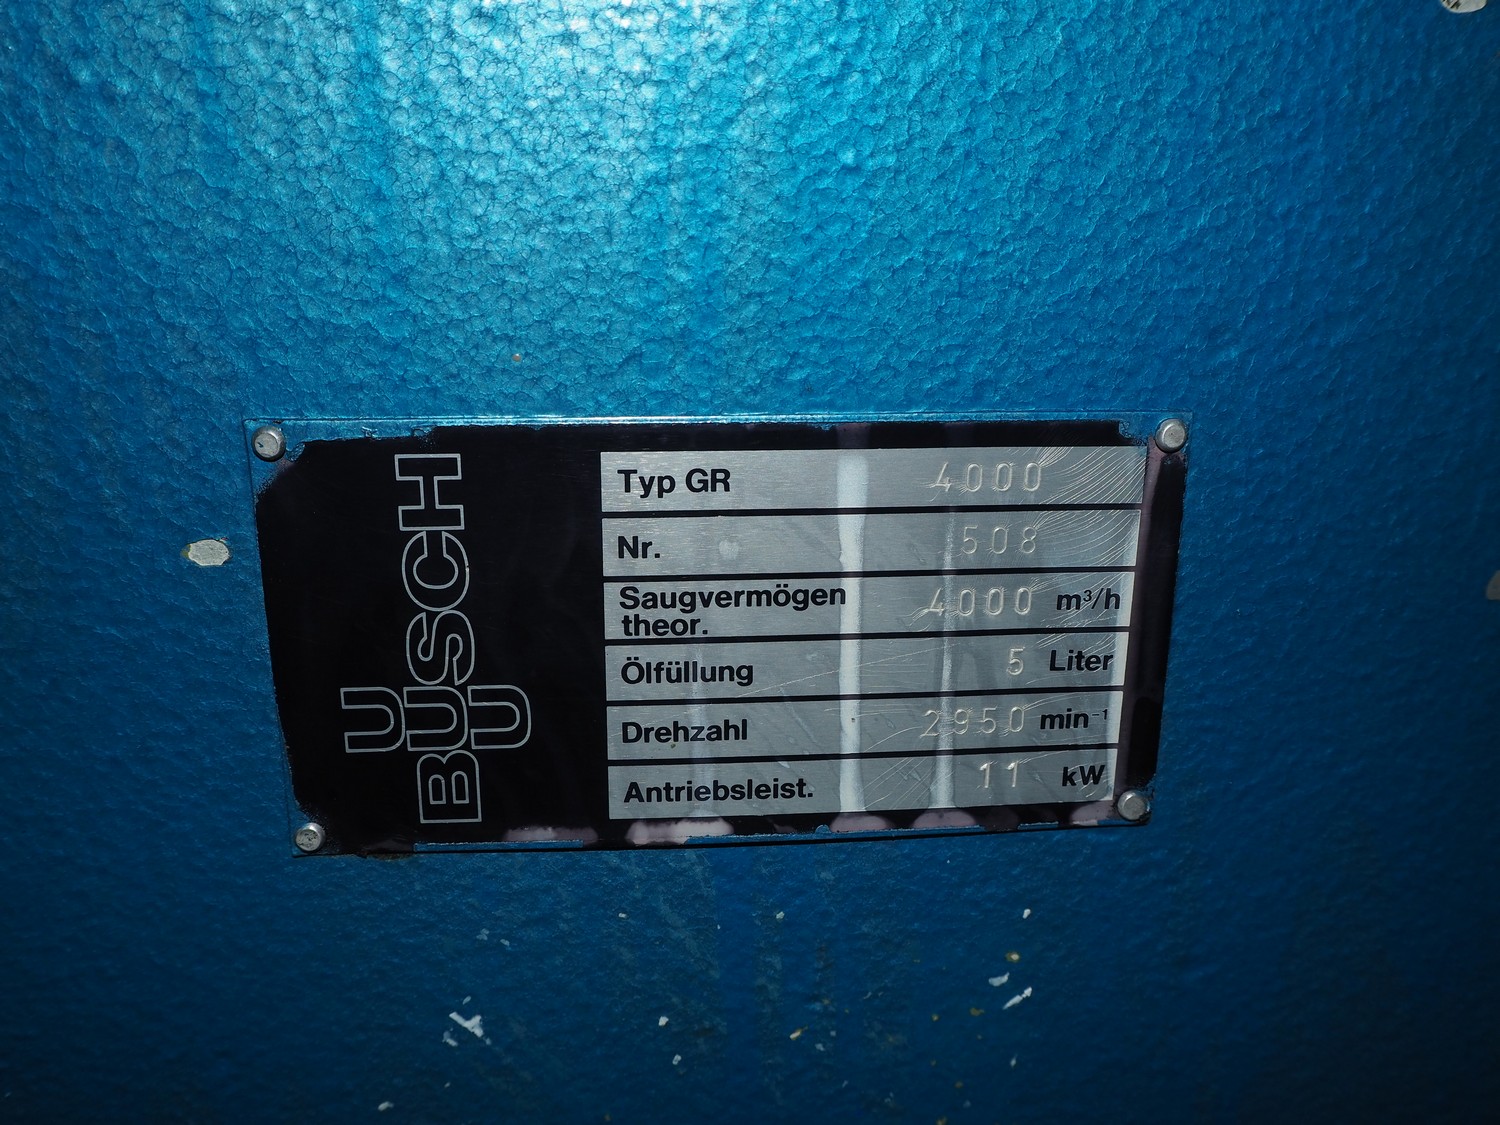 BUSCH
U
U
Typ GR 4000
Nr. 508
Saugvermögen
theor. 4000 m³/h
Ölfüllung 5 Liter
Drehzahl 2950 min⁻¹
Antriebsleist. 11 kW